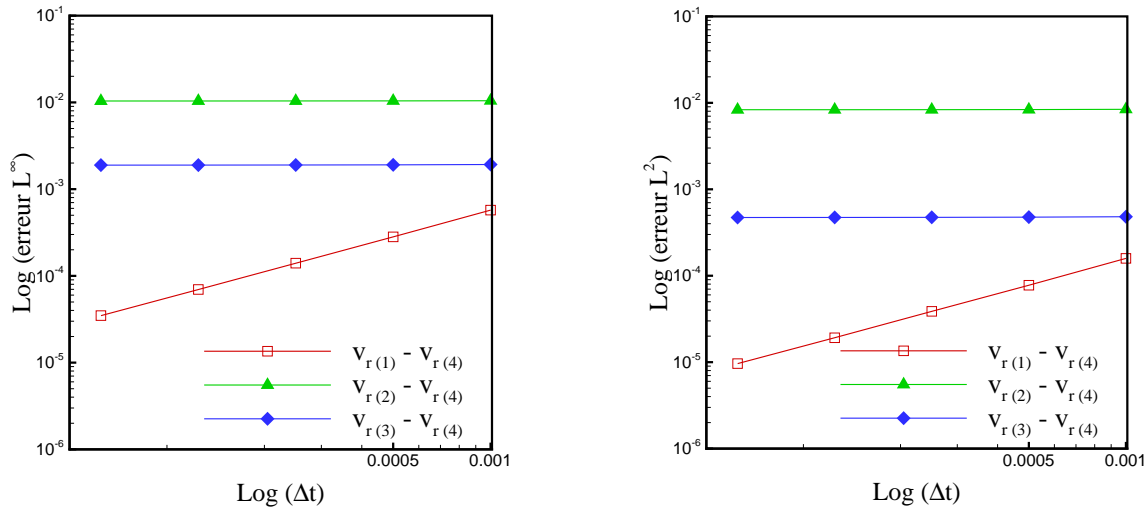 10^-1
10^-2
10^-3
10^-4
10^-5
10^-6
Log (erreur L^∞)
v_r (1) - v_r (4)
v_r (2) - v_r (4)
v_r (3) - v_r (4)
0.0005
0.001
Log (Δt)
10^-1
10^-2
10^-3
10^-4
10^-5
10^-6
Log (erreur L^2)
v_r (1) - v_r (4)
v_r (2) - v_r (4)
v_r (3) - v_r (4)
0.0005
0.001
Log (Δt)